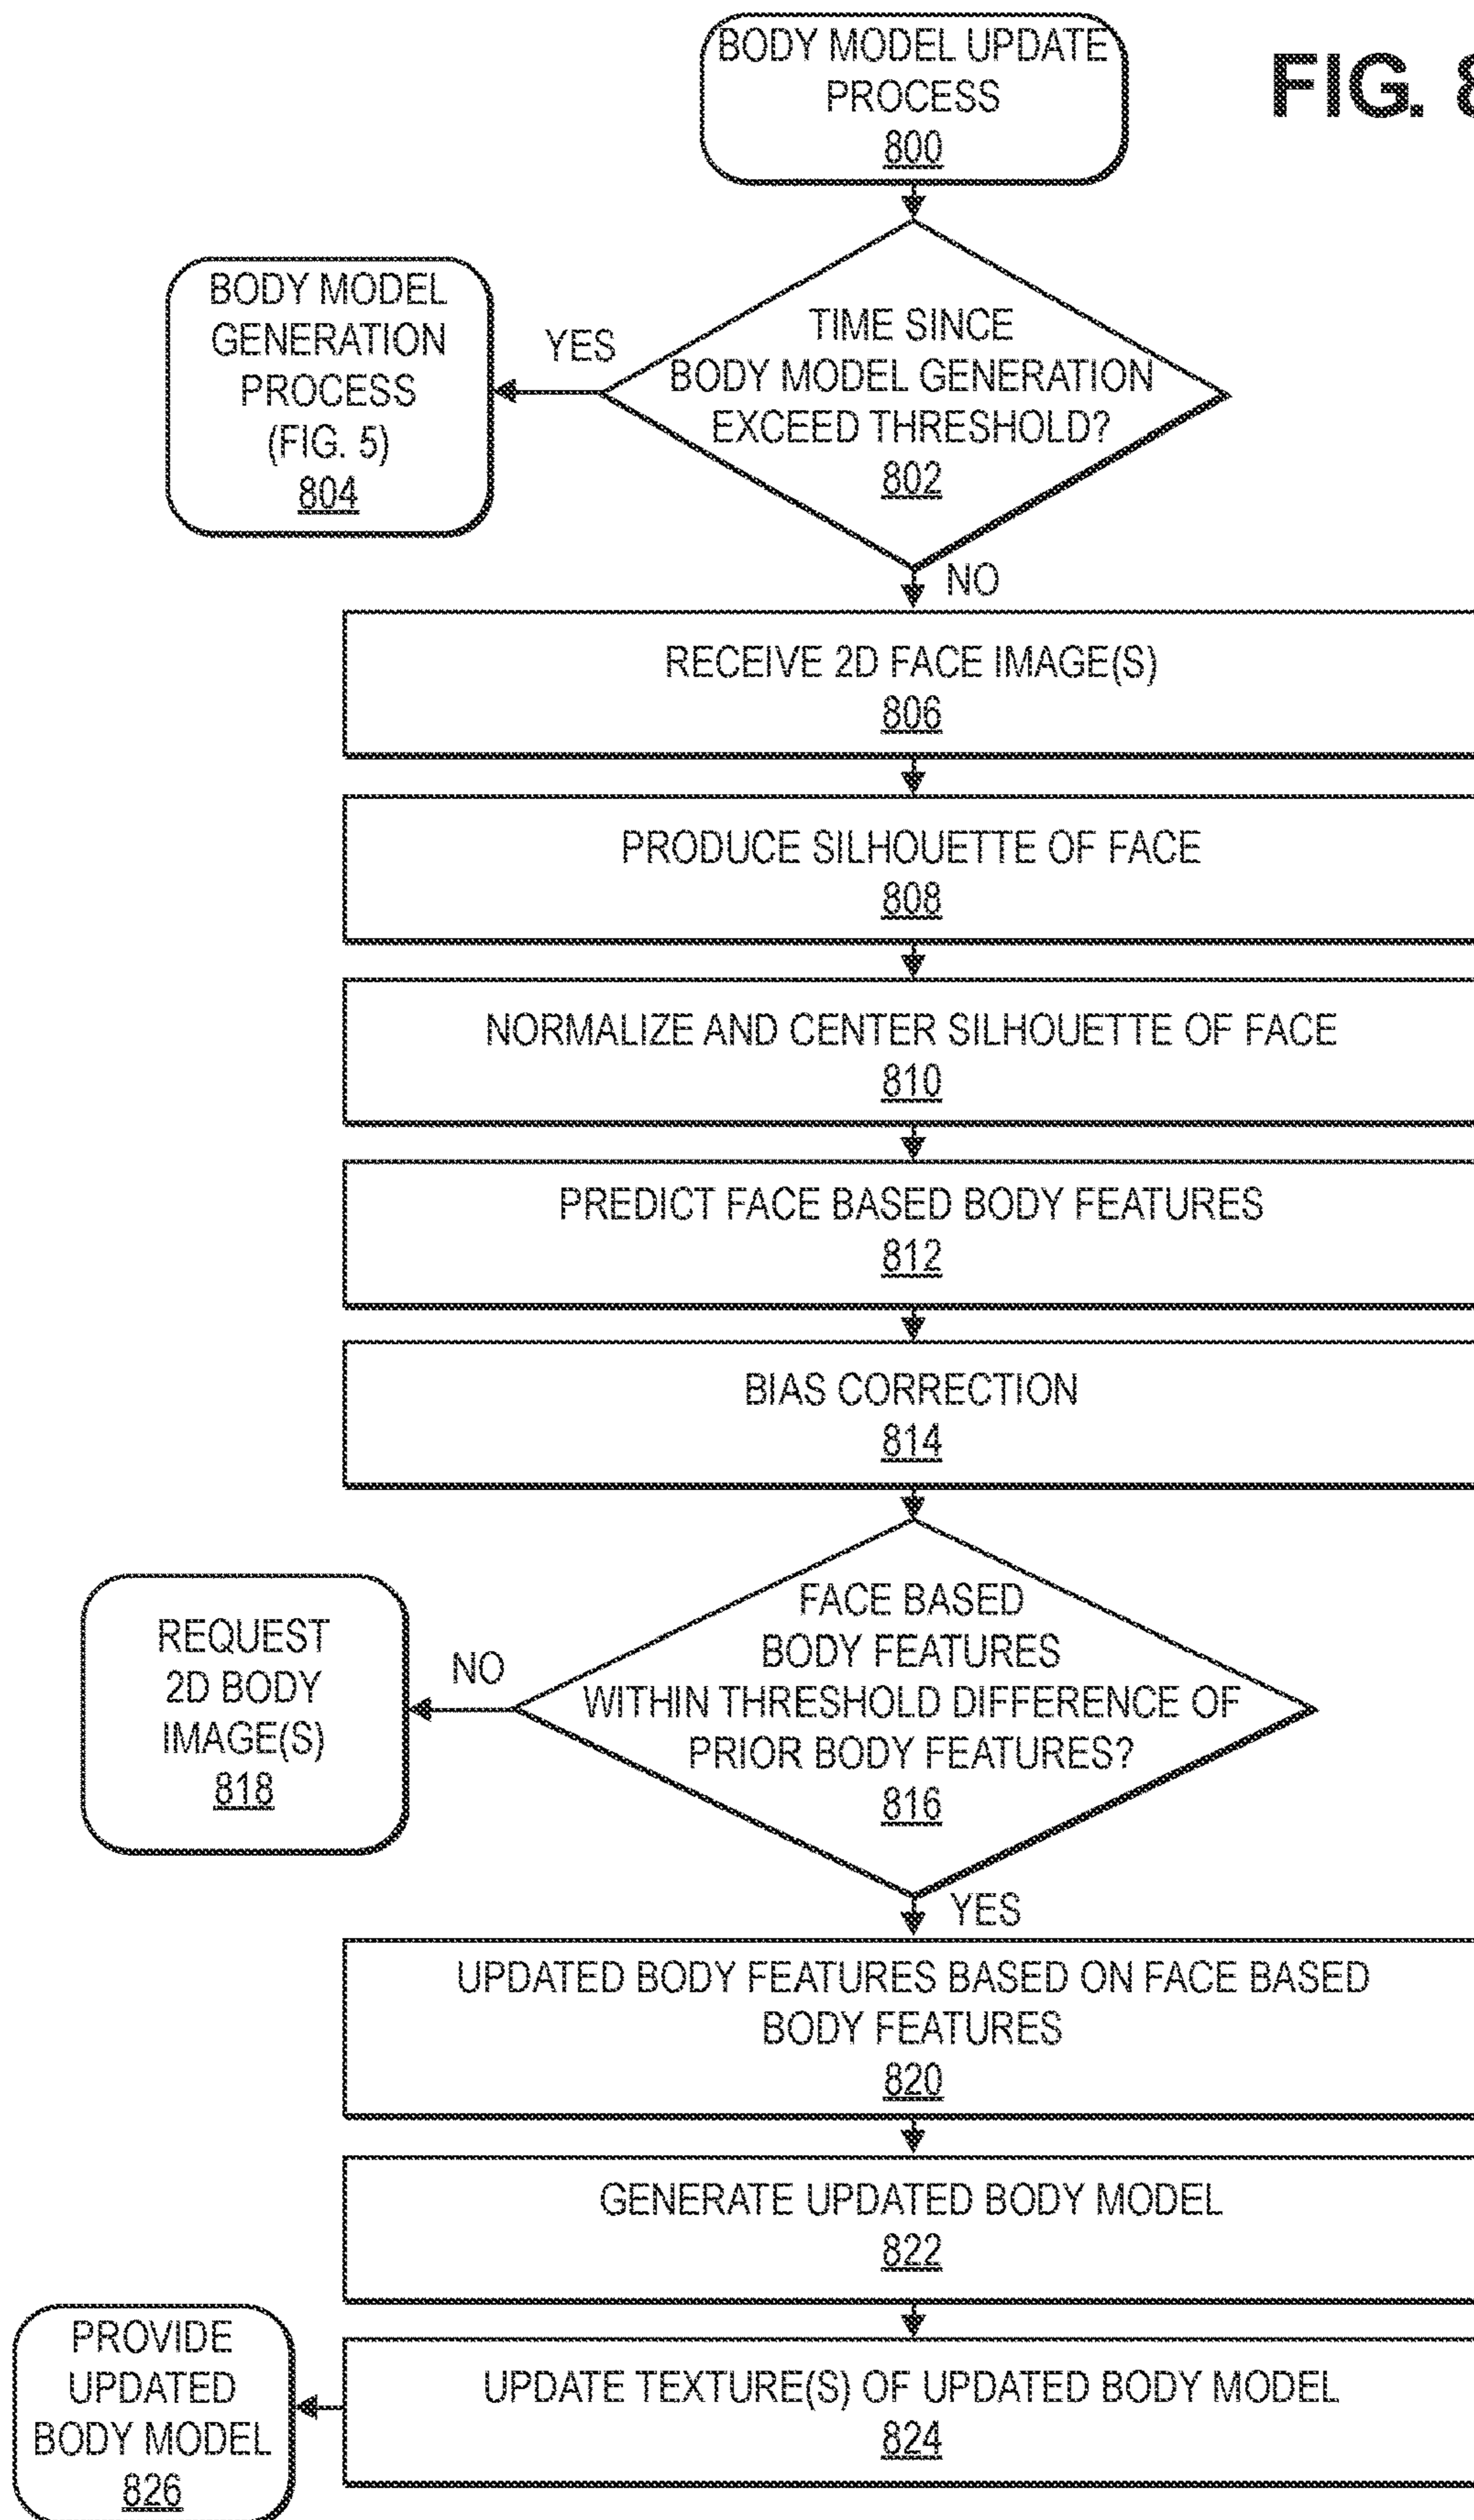 BODY MODEL UPDATE
PROCESS
800
FIG. 8
BODY MODEL
GENERATION
PROCESS
(FIG. 5)
804
YES
TIME SINCE
BODY MODEL GENERATION
EXCEED THRESHOLD?
802
NO
RECEIVE 2D FACE IMAGE(S)
806
PRODUCE SILHOUETTE OF FACE
808
NORMALIZE AND CENTER SILHOUETTE OF FACE
810
PREDICT FACE BASED BODY FEATURES
812
BIAS CORRECTION
814
FACE BASED
BODY FEATURES
WITHIN THRESHOLD DIFFERENCE OF
PRIOR BODY FEATURES?
816
NO
REQUEST
2D BODY
IMAGE(S)
818
YES
UPDATED BODY FEATURES BASED ON FACE BASED
BODY FEATURES
820
GENERATE UPDATED BODY MODEL
822
UPDATE TEXTURE(S) OF UPDATED BODY MODEL
824
PROVIDE
UPDATED
BODY MODEL
826